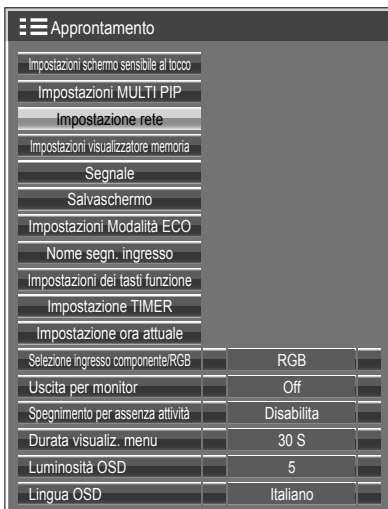 Approntamento
Impostazioni schermo sensibile al tocco
Impostazioni MULTI PIP
Impostazione rete
Impostazioni visualizzatore memoria
Segnale
Salvaschermo
Impostazioni Modalità ECO
Nome segn. ingresso
Impostazioni dei tasti funzione
Impostazione TIMER
Impostazione ora attuale
Selezione ingresso componente/RGB RGB
Uscita per monitor Off
Spegnimento per assenza attività Disabilita
Durata visualiz. menu 30 S
Luminosità OSD 5
Lingua OSD Italiano